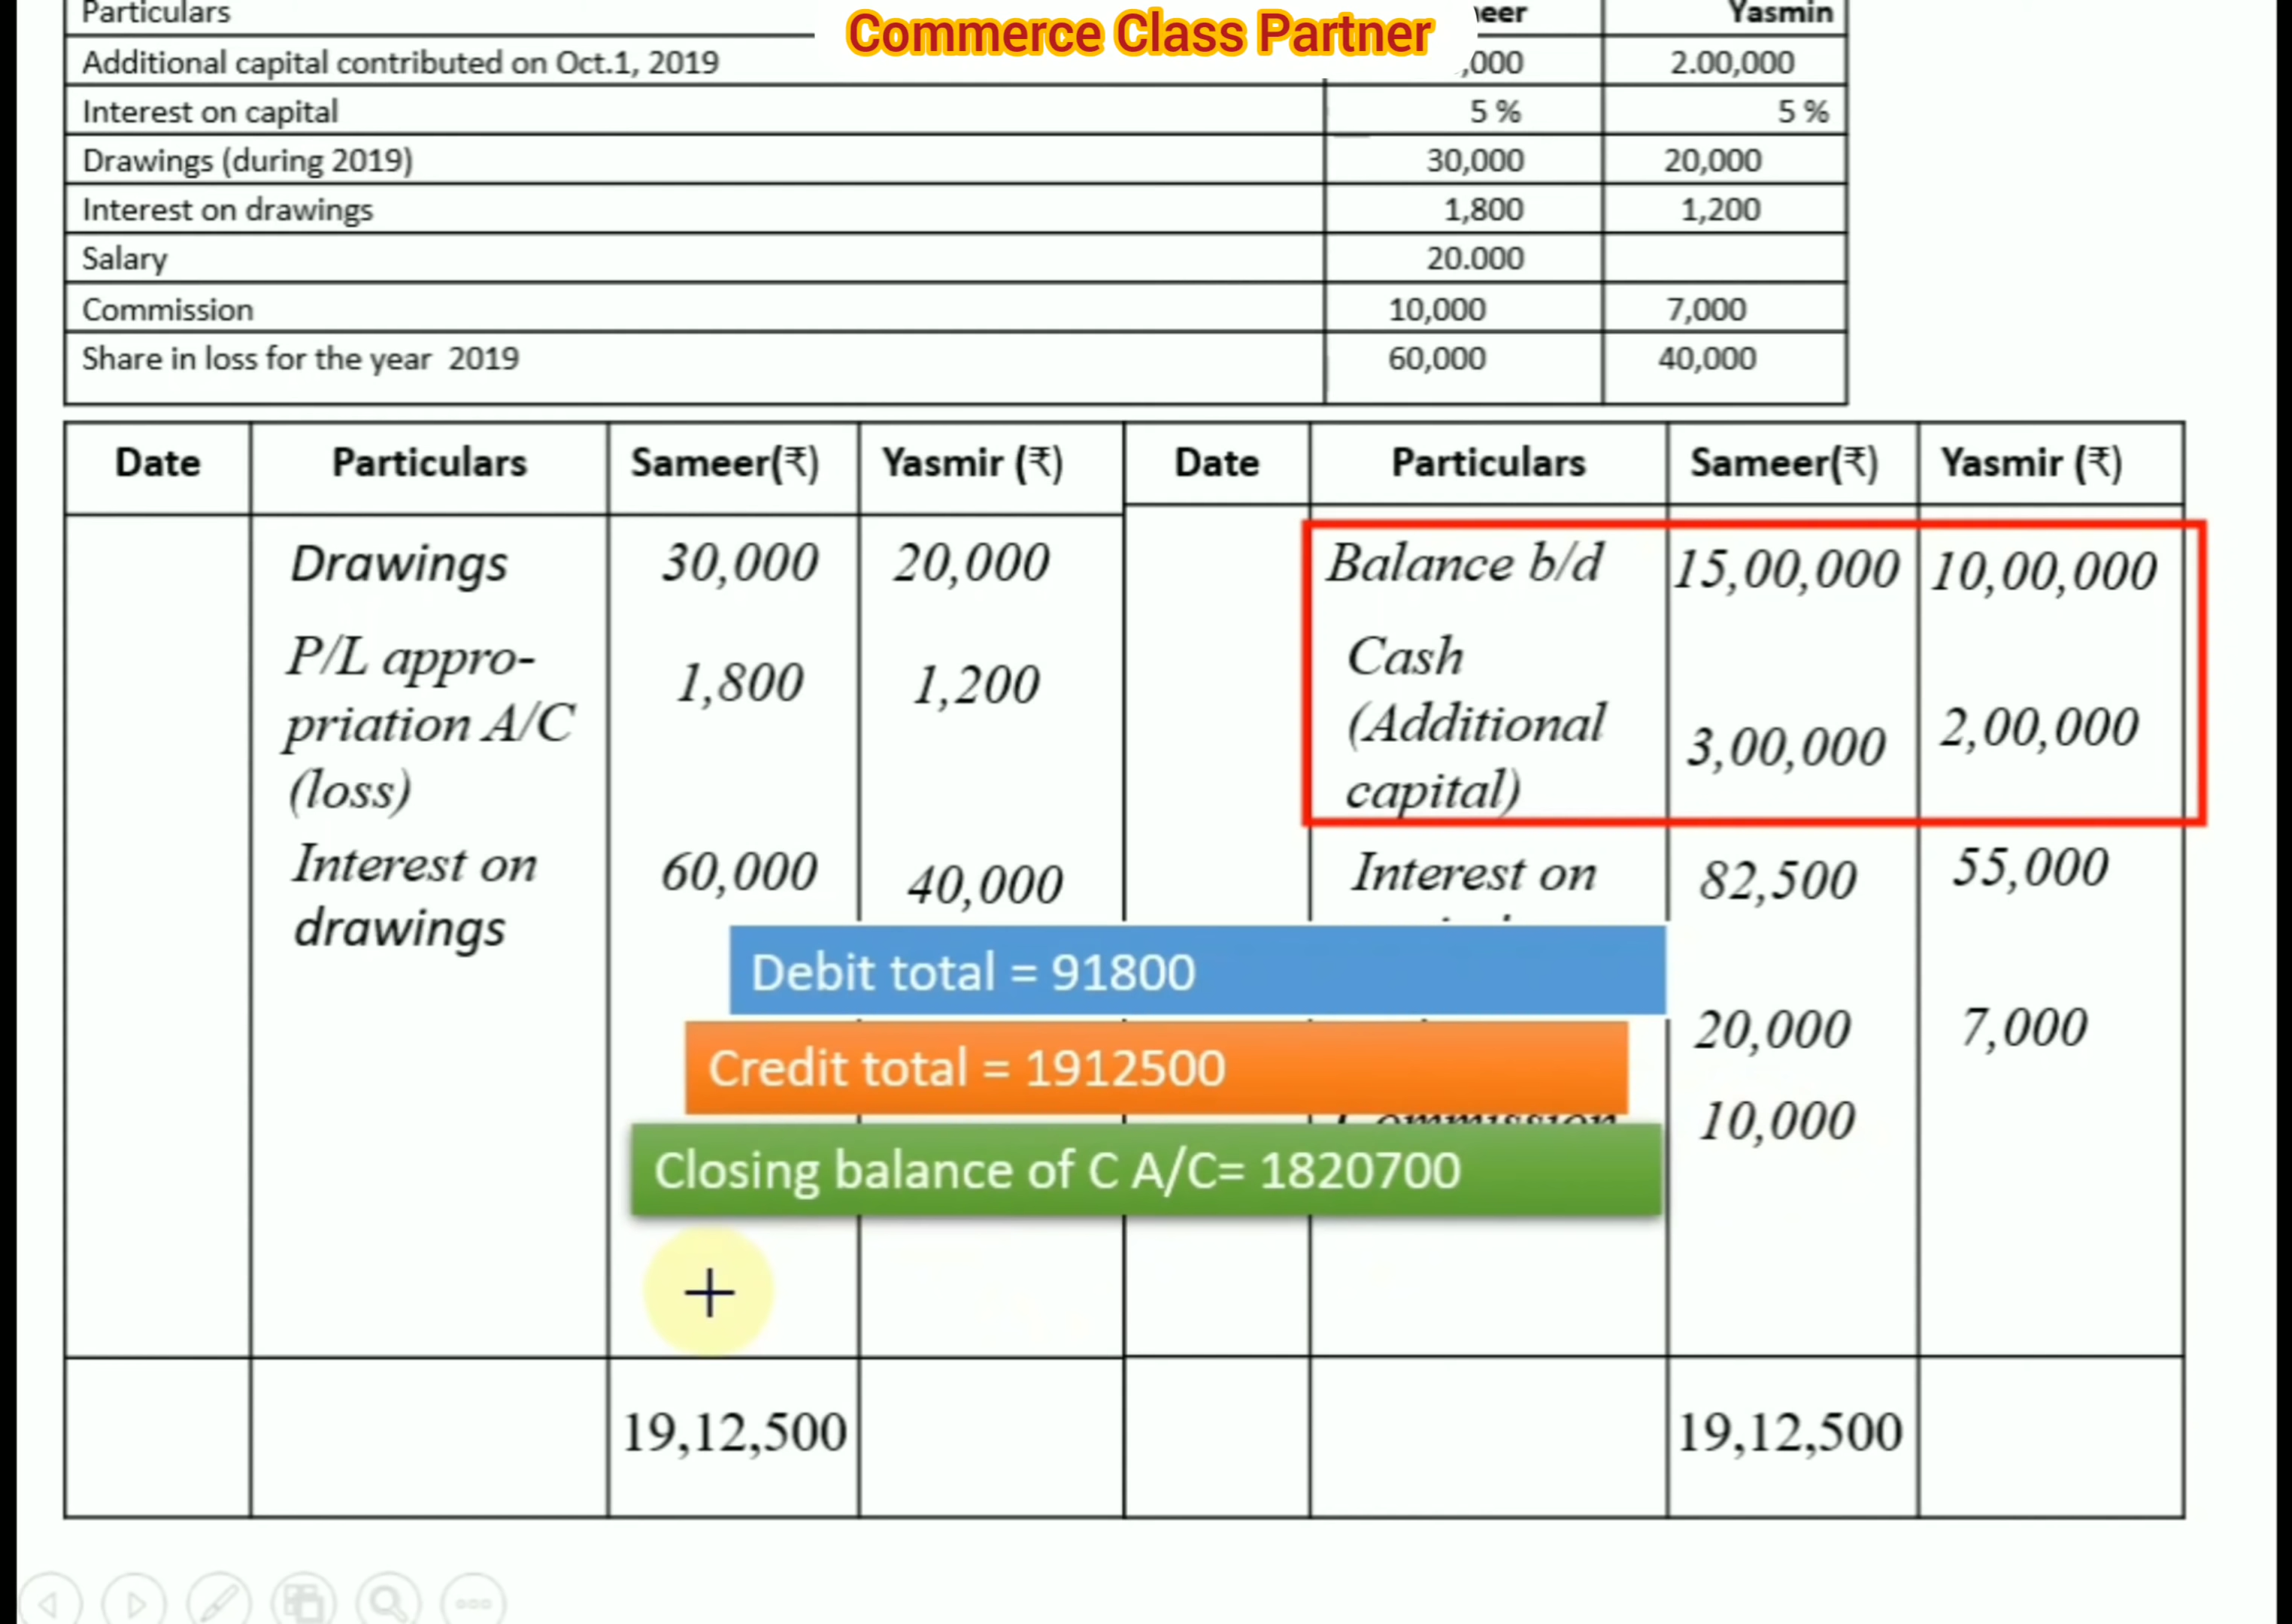 Commerce Class Partner
Particulars Yasmin
Additional capital contributed on Oct.1, 2019 ,000 2.00,000
Interest on capital 5 % 5 %
Drawings (during 2019) 30,000 20,000
Interest on drawings 1,800 1,200
Salary 20.000
Commission 10,000 7,000
Share in loss for the year 2019 60,000 40,000
Date Particulars Sameer(₹) Yasmir (₹) Date Particulars Sameer(₹) Yasmir (₹)
Drawings 30,000 20,000 Balance b/d 15,00,000 10,00,000
P/L appro- 1,800 1,200 Cash
priation A/C (Additional 3,00,000 2,00,000
(loss) capital)
Interest on 60,000 40,000 Interest on 82,500 55,000
drawings
Debit total = 91800
20,000 7,000
Credit total = 1912500
Commission 10,000
Closing balance of C A/C= 1820700
19,12,500 19,12,500